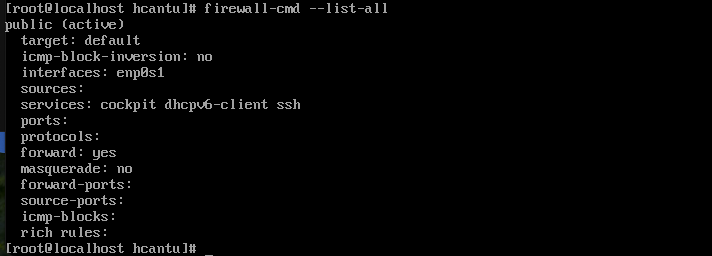 [root@localhost hcantu]# firewall-cmd --list-all
public (active)
  target: default
  icmp-block-inversion: no
  interfaces: enp0s1
  sources:
  services: cockpit dhcpv6-client ssh
  ports:
  protocols:
  forward: yes
  masquerade: no
  forward-ports:
  source-ports:
  icmp-blocks:
  rich rules:
[root@localhost hcantu]# _